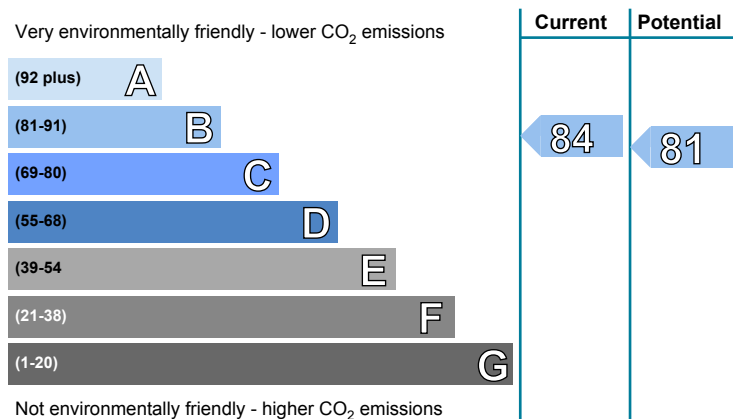 Very environmentally friendly - lower CO₂ emissions
Current Potential
(92 plus) A
(81-91) B
84 81
(69-80) C
(55-68) D
(39-54 E
(21-38) F
(1-20) G
Not environmentally friendly - higher CO₂ emissions